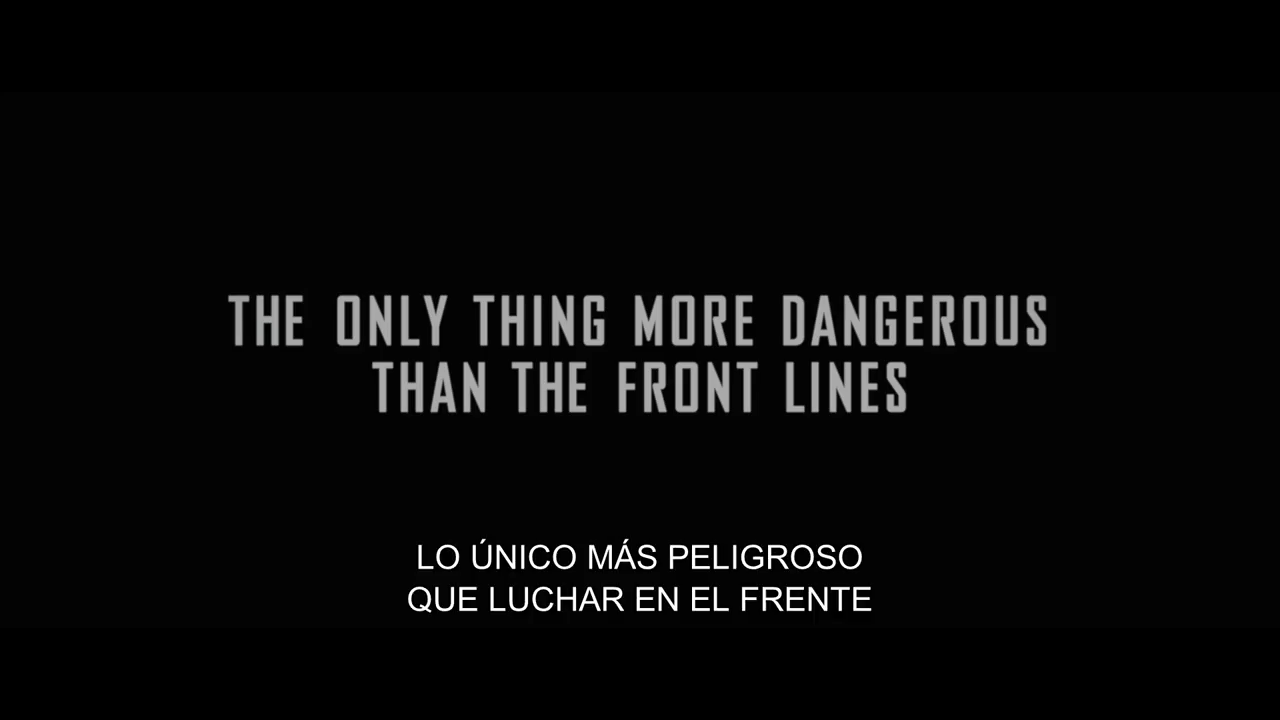 THE ONLY THING MORE DANGEROUS
THAN THE FRONT LINES
LO ÚNICO MÁS PELIGROSO
QUE LUCHAR EN EL FRENTE